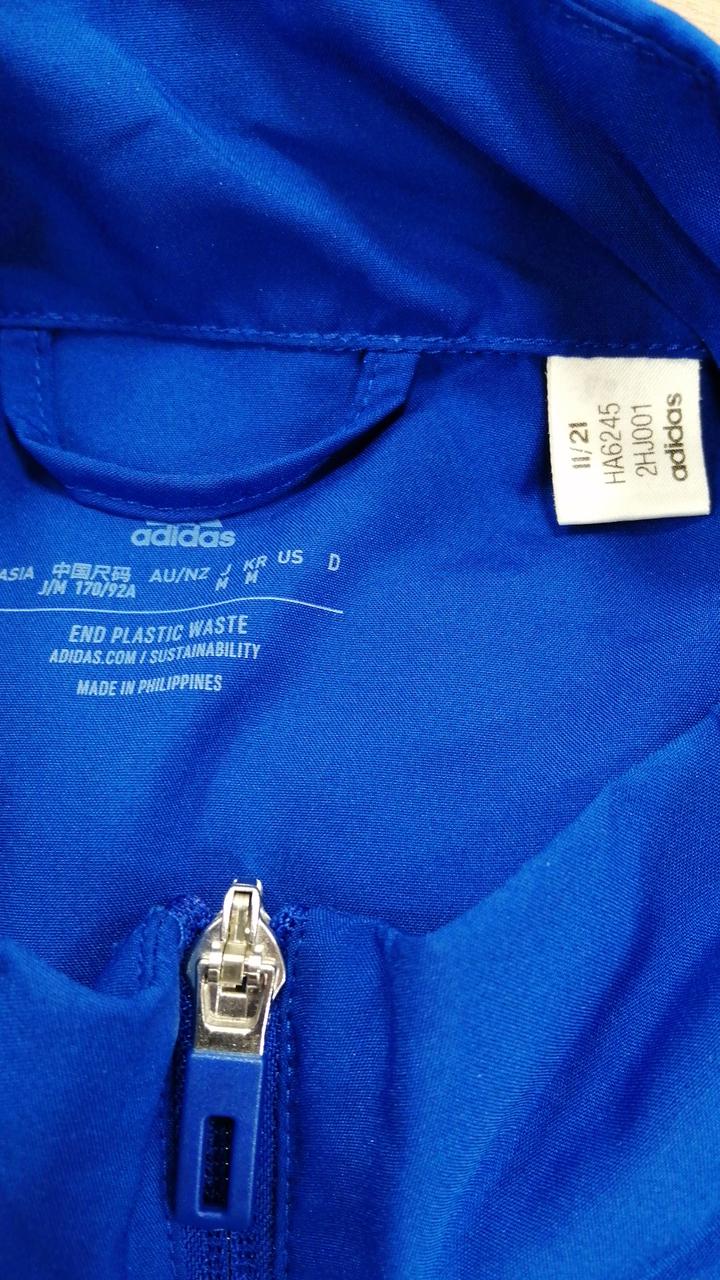 adidas
ASIA 中国尺码 AU/NZ J KR US D
J/M 170/92A M M
END PLASTIC WASTE
ADIDAS.COM / SUSTAINABILITY
MADE IN PHILIPPINES
11/21
HA6245
2HJ001
adidas